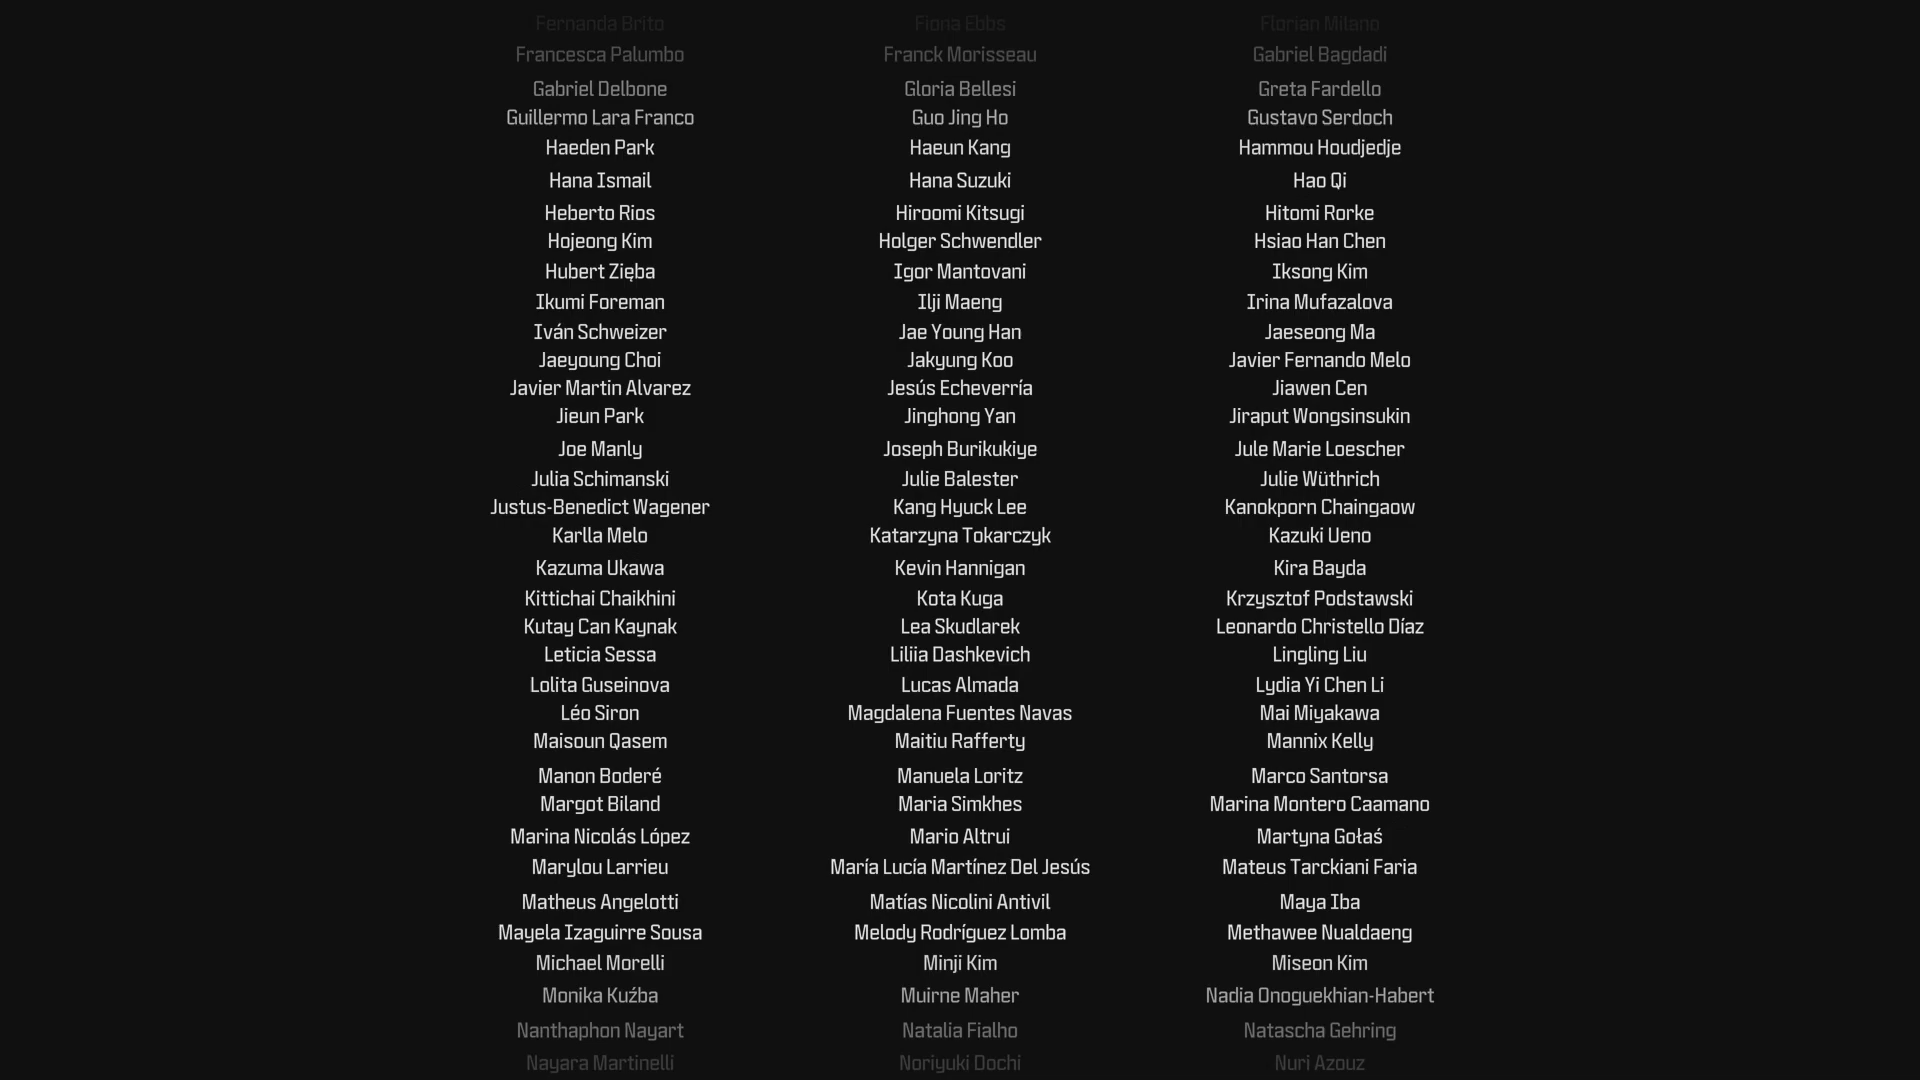 Fernanda Brito Fiona Ebbs Florian Milano
Francesca Palumbo Franck Morisseau Gabriel Bagdadi
Gabriel Delbone Gloria Bellesi Greta Fardello
Guillermo Lara Franco Guo Jing Ho Gustavo Serdoch
Haeden Park Haeun Kang Hammou Houdjedje
Hana Ismail Hana Suzuki Hao Qi
Heberto Rios Hiroomi Kitsugi Hitomi Rorke
Hojeong Kim Holger Schwendler Hsiao Han Chen
Hubert Zięba Igor Mantovani Iksong Kim
Ikumi Foreman Ilji Maeng Irina Mufazalova
Iván Schweizer Jae Young Han Jaeseong Ma
Jaeyoung Choi Jakyung Koo Javier Fernando Melo
Javier Martin Alvarez Jesús Echeverría Jiawen Cen
Jieun Park Jinghong Yan Jiraput Wongsinsukin
Joe Manly Joseph Burikukiye Jule Marie Loescher
Julia Schimanski Julie Balester Julie Wüthrich
Justus-Benedict Wagener Kang Hyuck Lee Kanokporn Chaingaow
Karlla Melo Katarzyna Tokarczyk Kazuki Ueno
Kazuma Ukawa Kevin Hannigan Kira Bayda
Kittichai Chaikhini Kota Kuga Krzysztof Podstawski
Kutay Can Kaynak Lea Skudlarek Leonardo Christello Díaz
Leticia Sessa Liliia Dashkevich Lingling Liu
Lolita Guseinova Lucas Almada Lydia Yi Chen Li
Léo Siron Magdalena Fuentes Navas Mai Miyakawa
Maisoun Qasem Maitiu Rafferty Mannix Kelly
Manon Boderé Manuela Loritz Marco Santorsa
Margot Biland Maria Simkhes Marina Montero Caamano
Marina Nicolás López Mario Altrui Martyna Gołaś
Marylou Larrieu María Lucía Martínez Del Jesús Mateus Tarckiani Faria
Matheus Angelotti Matías Nicolini Antivil Maya Iba
Mayela Izaguirre Sousa Melody Rodríguez Lomba Methawee Nualdaeng
Michael Morelli Minji Kim Miseon Kim
Monika Kuźba Muirne Maher Nadia Onoguekhian-Habert
Nanthaphon Nayart Natalia Fialho Natascha Gehring
Nayara Martinelli Noriyuki Dochi Nuri Azouz